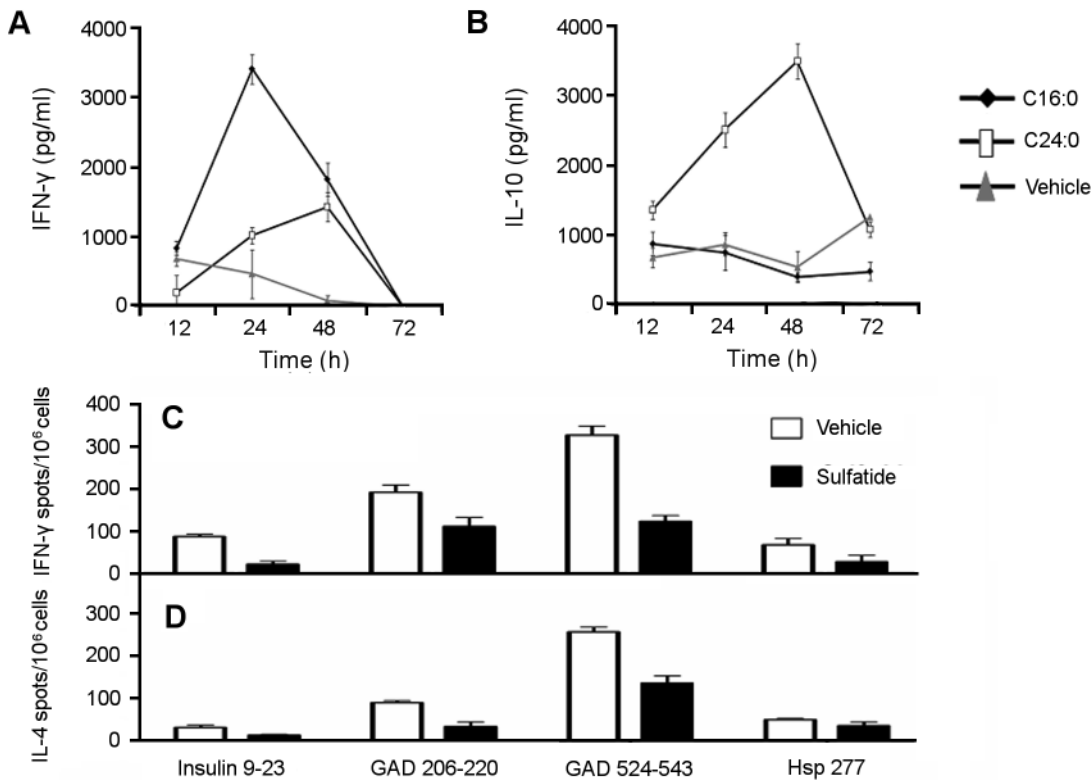 A
IFN-γ (pg/ml)
4000
3000
2000
1000
0
12 24 48 72
Time (h)
B
IL-10 (pg/ml)
4000
3000
2000
1000
0
12 24 48 72
Time (h)
C16:0
C24:0
Vehicle
C
IFN-γ spots/10⁶cells
400
300
200
100
0
Vehicle
Sulfatide
D
IL-4 spots/10⁶cells
300
200
100
0
Insulin 9-23 GAD 206-220 GAD 524-543 Hsp 277